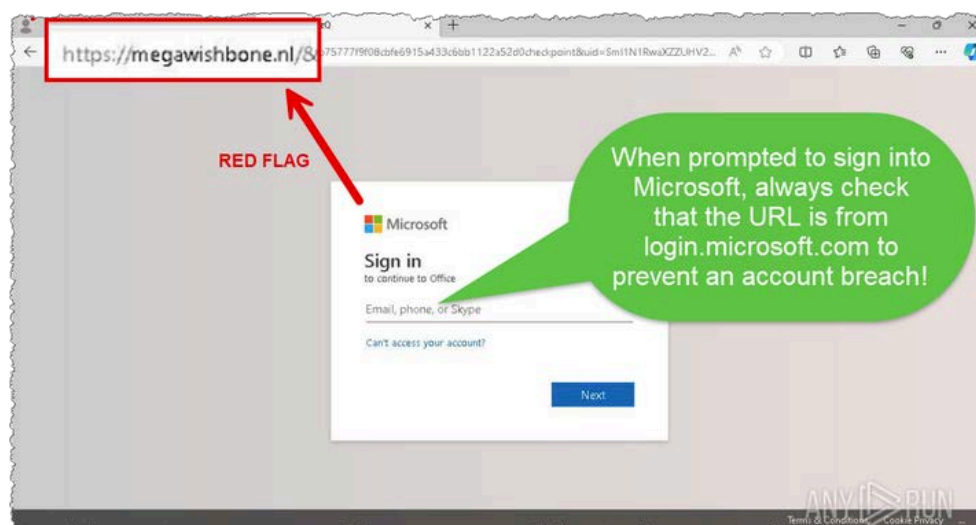 https://megawishbone.nl/&
RED FLAG
Microsoft
Sign in
to continue to Office
Email, phone, or Skype
Can't access your account?
Next
When prompted to sign into
Microsoft, always check
that the URL is from
login.microsoft.com to
prevent an account breach!
ANY RUN
Terms & Conditions Cookie Privacy